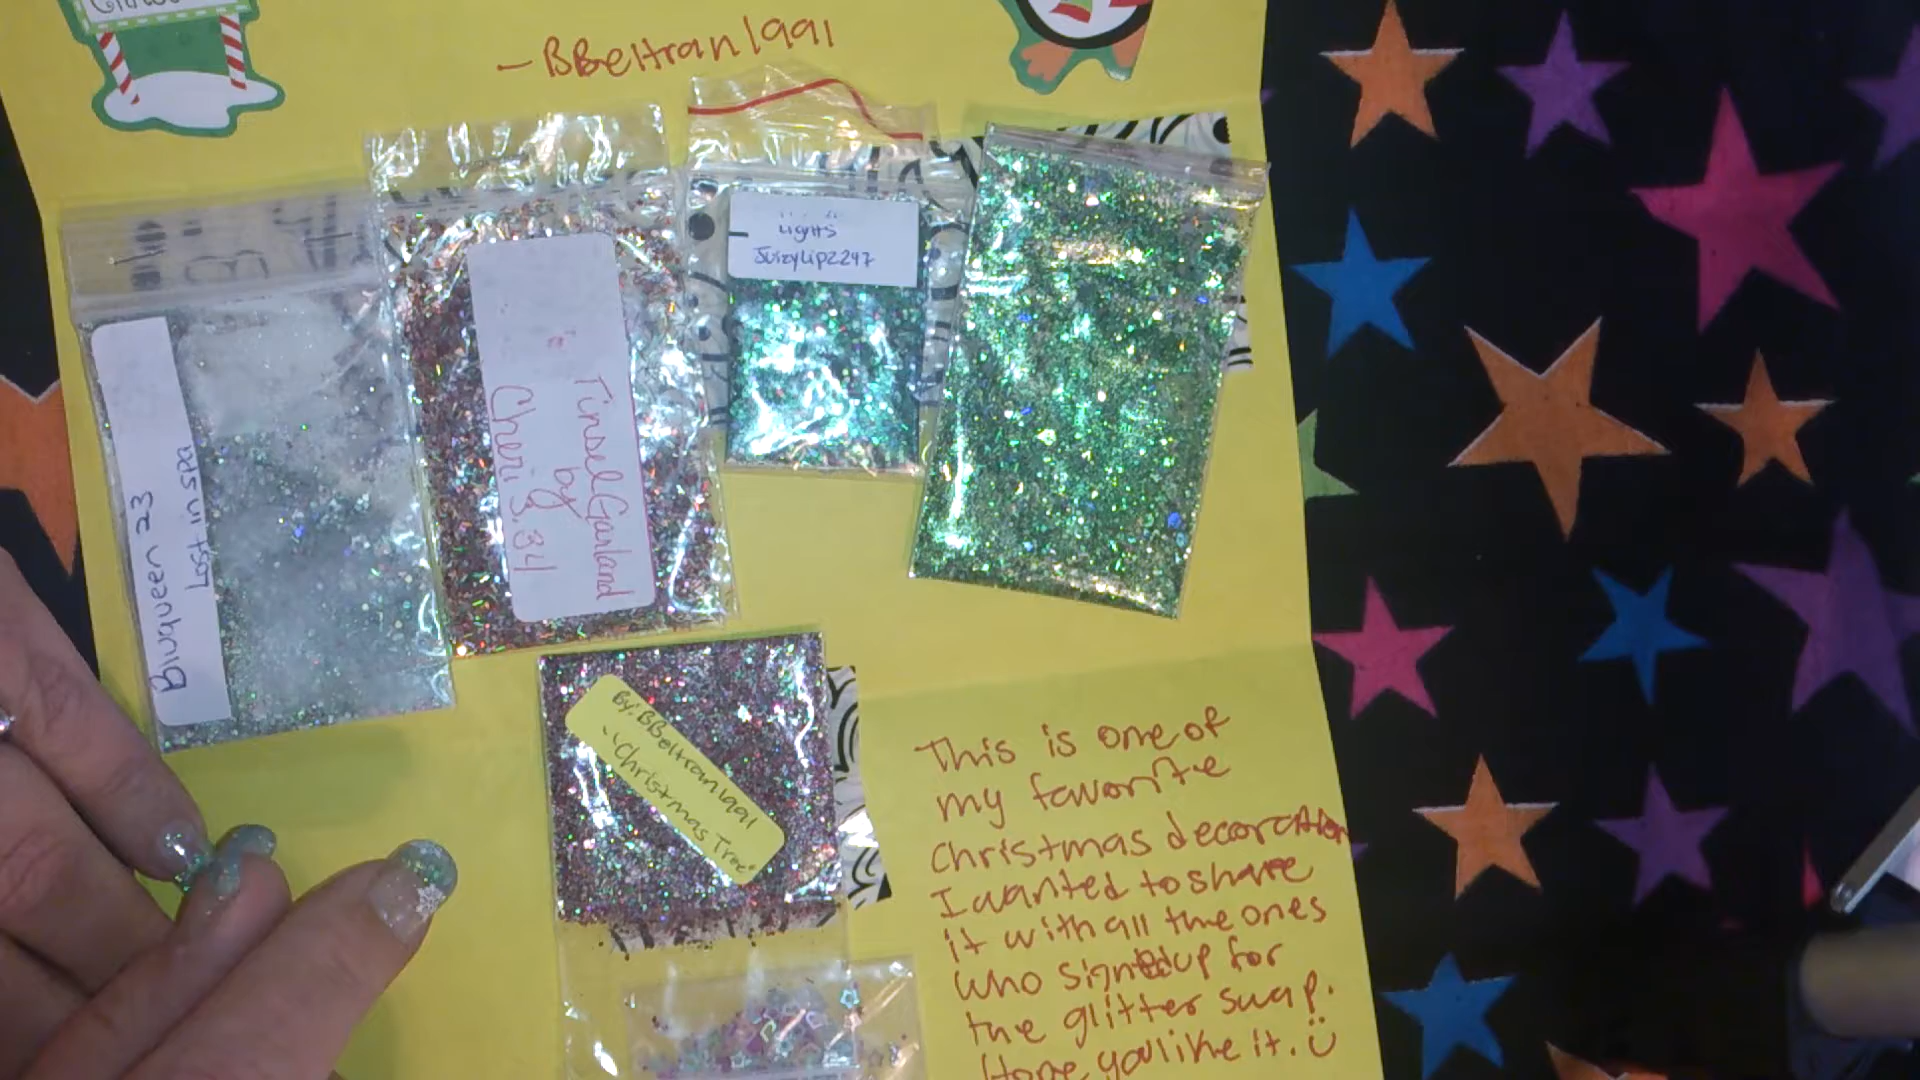 -BBeltran1991
Lights
Juizylip2247
Tinsel Garland
by
Cheri 3.34
Bluqueen 23
Lost in spa
By: BBeltran1991
"Christmas Tree"
This is one of
my favorite
christmas decoration
I wanted to share
it with all the ones
who signed up for
the glitter swap.
Hope you like it.